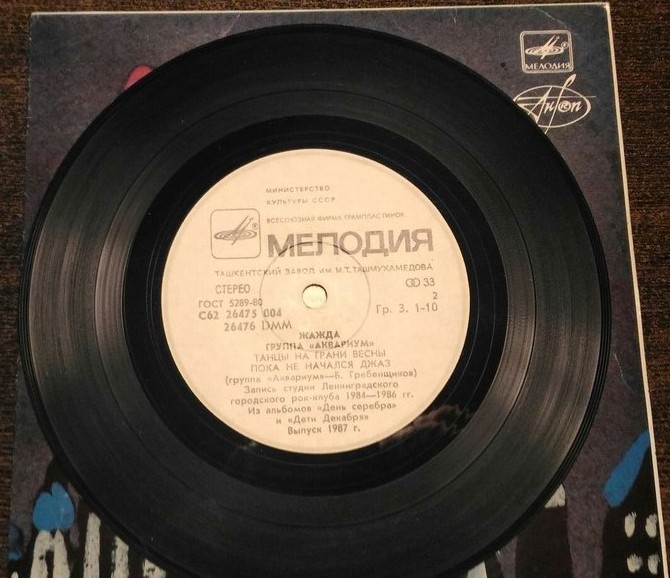 МЕЛОДИЯ
АнТроп
МИНИСТЕРСТВО
КУЛЬТУРЫ СССР
ВСЕСОЮЗНАЯ ФИРМА ГРАМПЛАСТИНОК
МЕЛОДИЯ
ТАШКЕНТСКИЙ ЗАВОД ИМ. М.Т.ТАШМУХАМЕДОВА
СТЕРЕО 33
ГОСТ 5289-80 2
С62 26475 004 Гр. 3. 1-10
26476 DMM
ЖАЖДА
ГРУППА «АКВАРИУМ»
ТАНЦЫ НА ГРАНИ ВЕСНЫ
ПОКА НЕ НАЧАЛСЯ ДЖАЗ
(группа «Аквариум»—Б. Гребенщиков)
Запись студии Ленинградского
городского рок-клуба 1984—1986 гг.
Из альбомов «День серебра»
и «Дети Декабря»
Выпуск 1987 г.